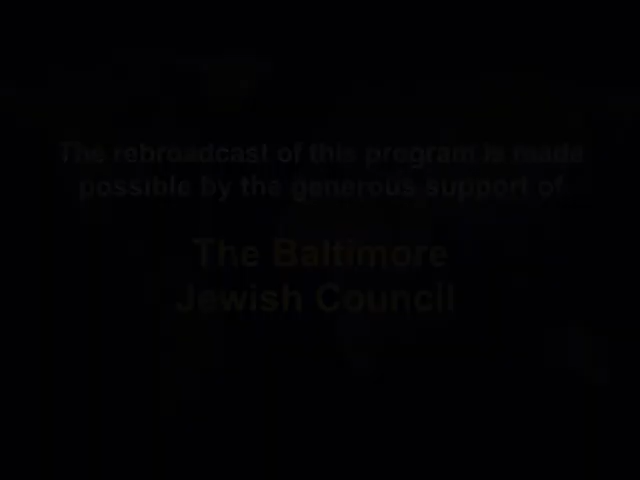 The rebroadcast of this program is made
possible by the generous support of
The Baltimore
Jewish Council